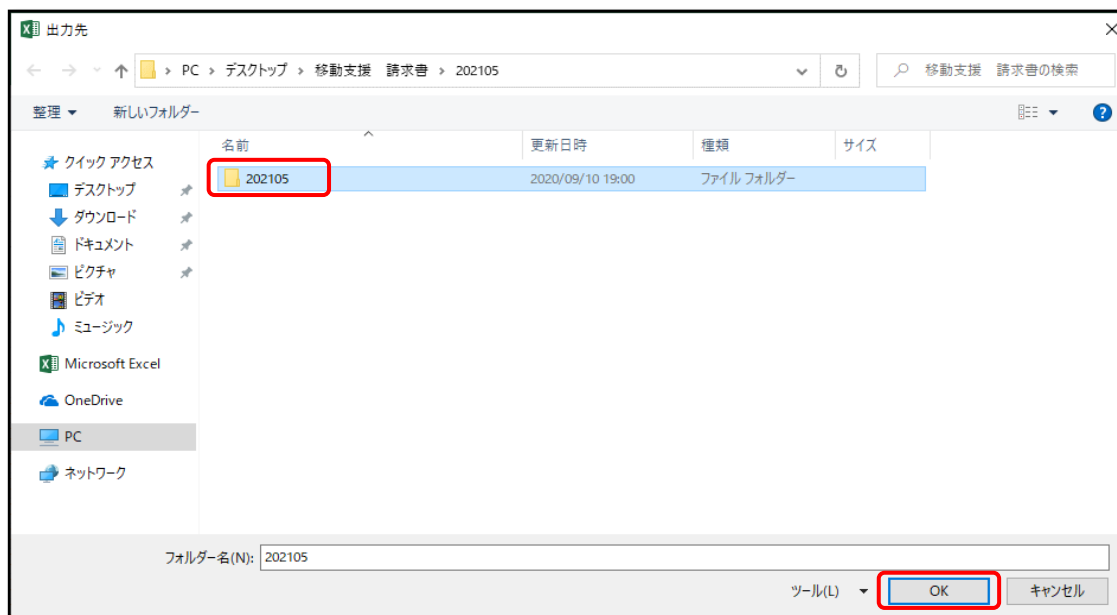 出力先
PC › デスクトップ › 移動支援　請求書 › 202105
移動支援　請求書の検索
整理
新しいフォルダー
名前 更新日時 種類 サイズ
202105 2020/09/10 19:00 ファイル フォルダー
クイック アクセス
デスクトップ
ダウンロード
ドキュメント
ピクチャ
ビデオ
ミュージック
Microsoft Excel
OneDrive
PC
ネットワーク
フォルダー名(N): 202105
ツール(L) OK キャンセル